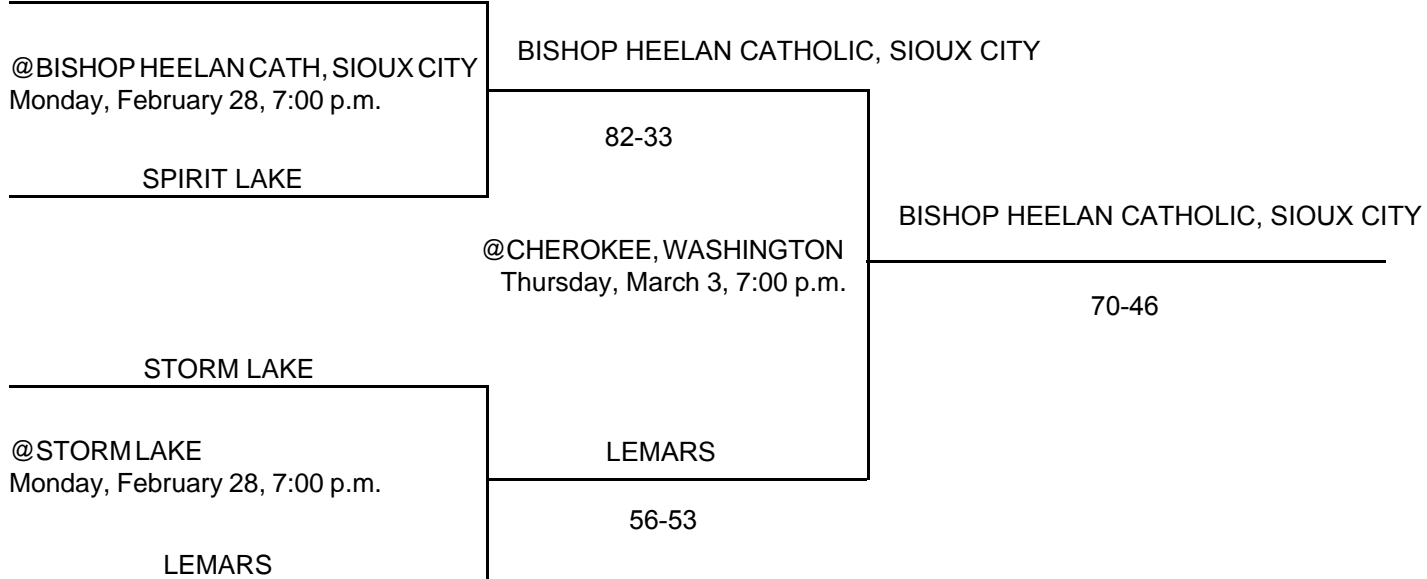 BISHOP HEELAN CATHOLIC, SIOUX CITY
@BISHOP HEELAN CATH, SIOUX CITY
Monday, February 28, 7:00 p.m.
82-33
SPIRIT LAKE
BISHOP HEELAN CATHOLIC, SIOUX CITY
@CHEROKEE, WASHINGTON
Thursday, March 3, 7:00 p.m.
70-46
STORM LAKE
@STORM LAKE
Monday, February 28, 7:00 p.m.
LEMARS
56-53
LEMARS